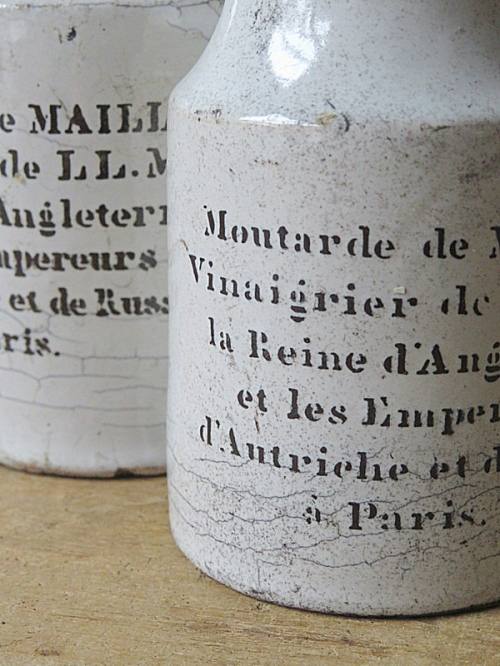 e MAILL
de LL. M
Angleterr
mpereurs
et de Russ
ris.
Moutarde de M
Vinaigrier de
la Reine d'Ang
et les Emper
d'Autriche et d
à Paris.